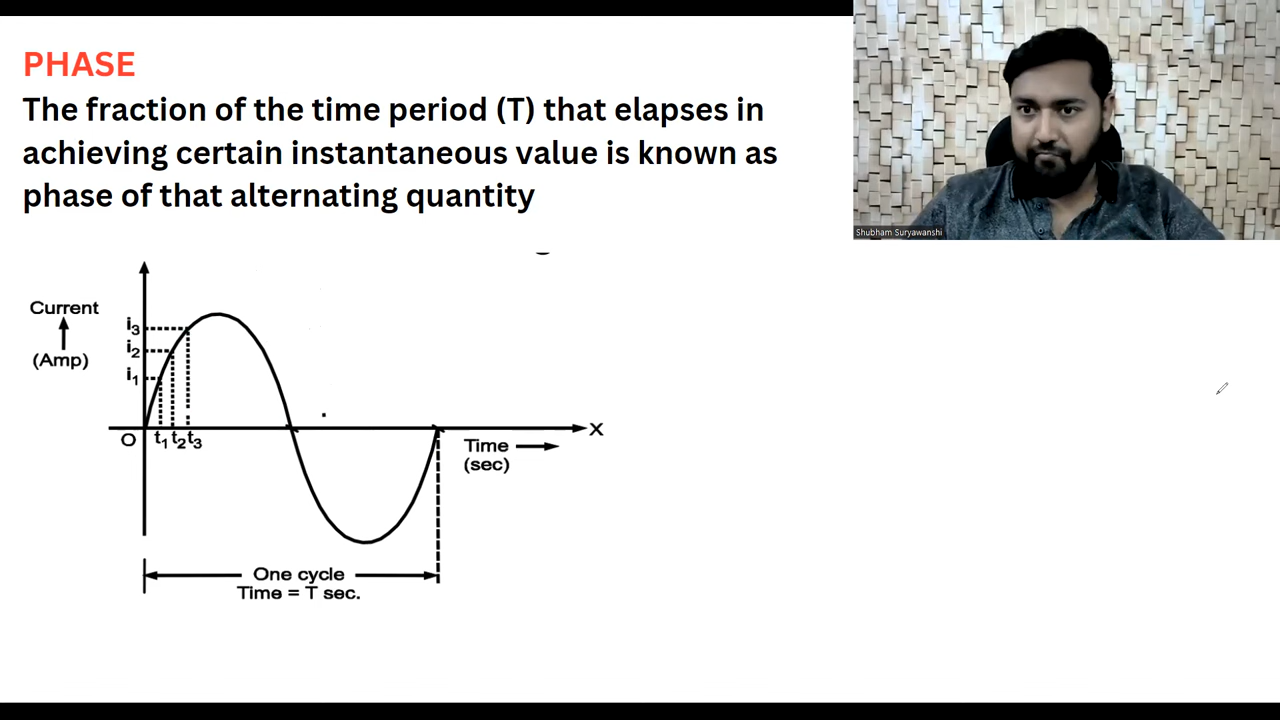 PHASE
The fraction of the time period (T) that elapses in
achieving certain instantaneous value is known as
phase of that alternating quantity
Shubham Suryawanshi
Current
(Amp)
i3
i2
i1
O
t1 t2 t3
X
Time
(sec)
One cycle
Time = T sec.